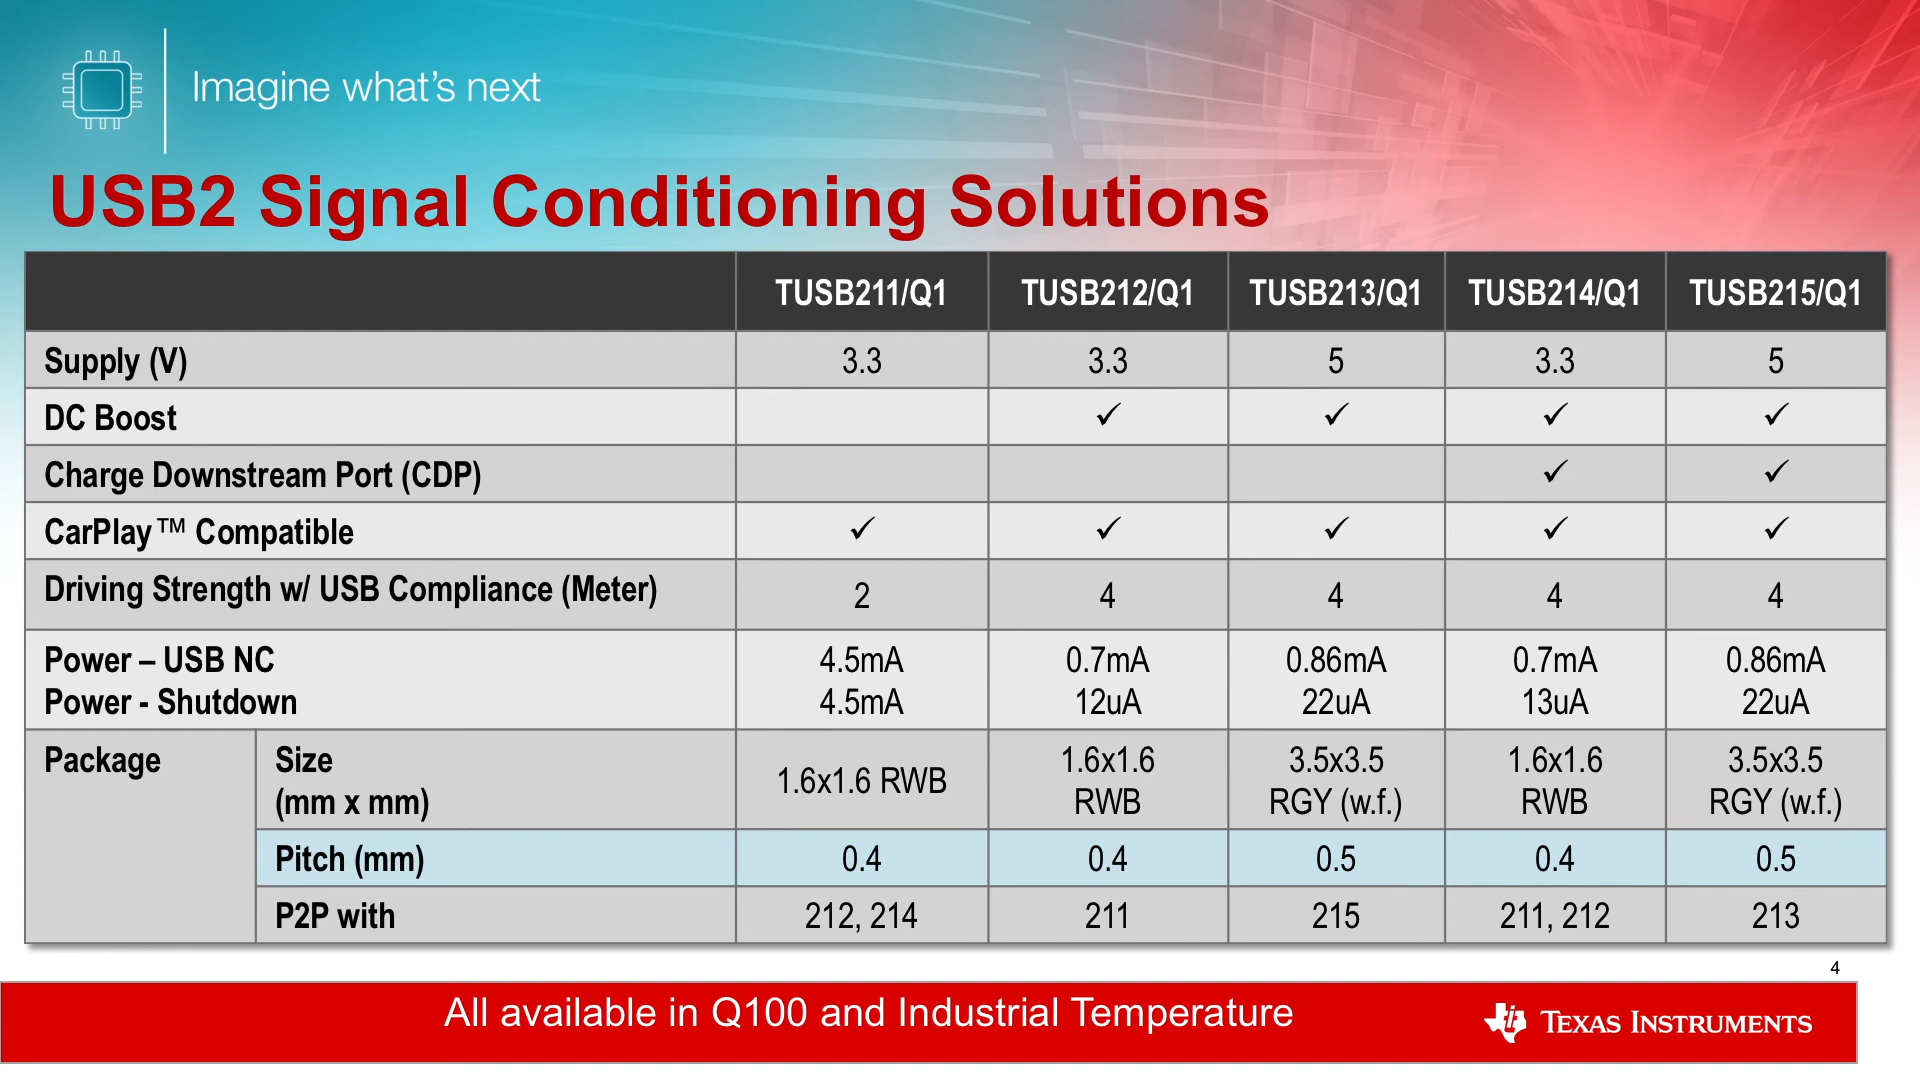 Imagine what's next
USB2 Signal Conditioning Solutions
TUSB211/Q1 TUSB212/Q1 TUSB213/Q1 TUSB214/Q1 TUSB215/Q1
Supply (V) 3.3 3.3 5 3.3 5
DC Boost ✓ ✓ ✓ ✓
Charge Downstream Port (CDP) ✓ ✓
CarPlay™ Compatible ✓ ✓ ✓ ✓ ✓
Driving Strength w/ USB Compliance (Meter) 2 4 4 4 4
Power – USB NC 4.5mA 0.7mA 0.86mA 0.7mA 0.86mA
Power - Shutdown 4.5mA 12uA 22uA 13uA 22uA
Package Size 1.6x1.6 RWB 1.6x1.6 3.5x3.5 1.6x1.6 3.5x3.5
(mm x mm) RWB RGY (w.f.) RWB RGY (w.f.)
Pitch (mm) 0.4 0.4 0.5 0.4 0.5
P2P with 212, 214 211 215 211, 212 213
4
All available in Q100 and Industrial Temperature
TEXAS INSTRUMENTS